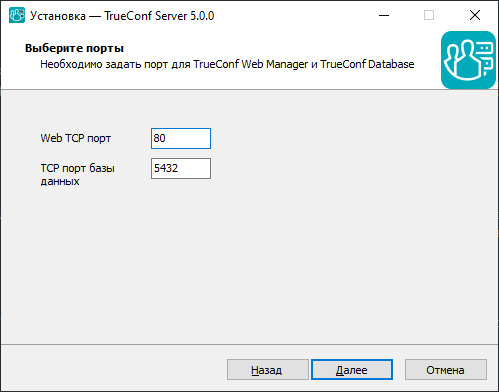 Установка — TrueConf Server 5.0.0
Выберите порты
Необходимо задать порт для TrueConf Web Manager и TrueConf Database
Web TCP порт
80
TCP порт базы
данных
5432
Назад
Далее
Отмена